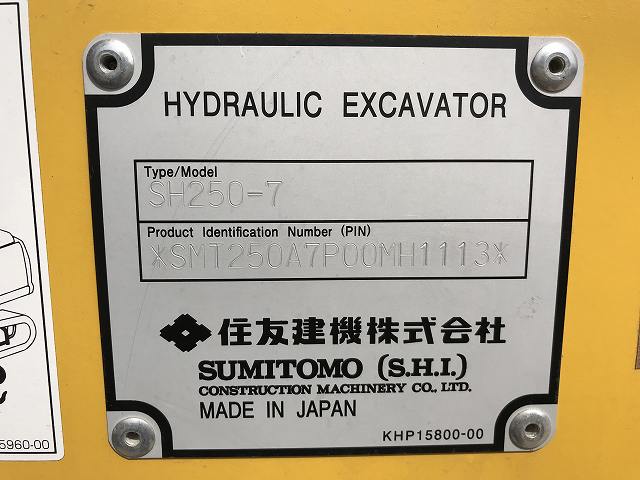 HYDRAULIC EXCAVATOR
Type/Model
SH250-7
Product Identification Number (PIN)
*SMT250A7P00MH1113*
住友建機株式会社
SUMITOMO (S.H.I.)
CONSTRUCTION MACHINERY CO., LTD.
MADE IN JAPAN
KHP15800-00
5960-00